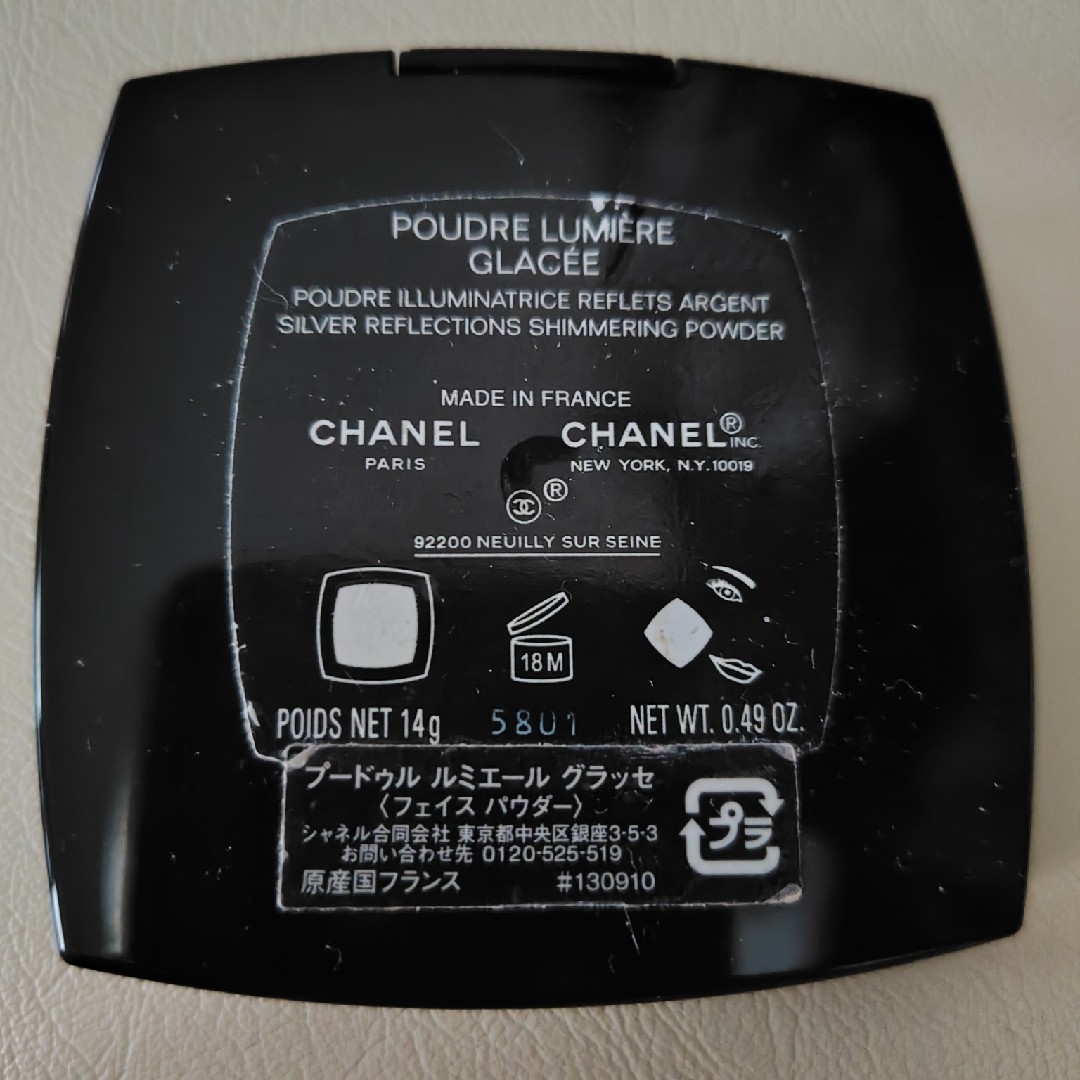 POUDRE LUMIÈRE
GLACÉE
POUDRE ILLUMINATRICE REFLETS ARGENT
SILVER REFLECTIONS SHIMMERING POWDER
MADE IN FRANCE
CHANEL CHANEL® INC.
PARIS NEW YORK, N.Y. 10019
®
92200 NEUILLY SUR SEINE
18 M
POIDS NET 14g 5801 NET WT. 0.49 OZ.
プードゥル ルミエール グラッセ
〈フェイス パウダー〉
シャネル合同会社 東京都中央区銀座3-5-3
お問い合わせ先 0120-525-519
原産国フランス #130910
プラ